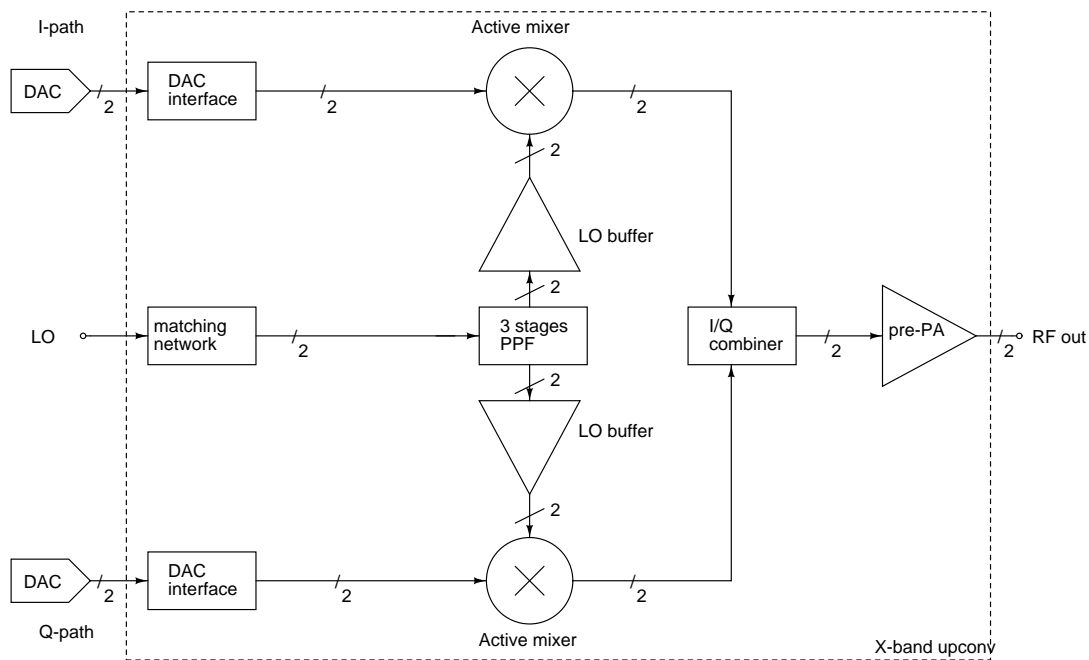 I-path
Active mixer
DAC
2
DAC
interface
2
2
2
LO buffer
2
LO
matching
network
2
3 stages
PPF
I/Q
combiner
2
pre-PA
2
RF out
2
LO buffer
2
DAC
2
DAC
interface
2
2
Q-path
Active mixer
X-band upconv